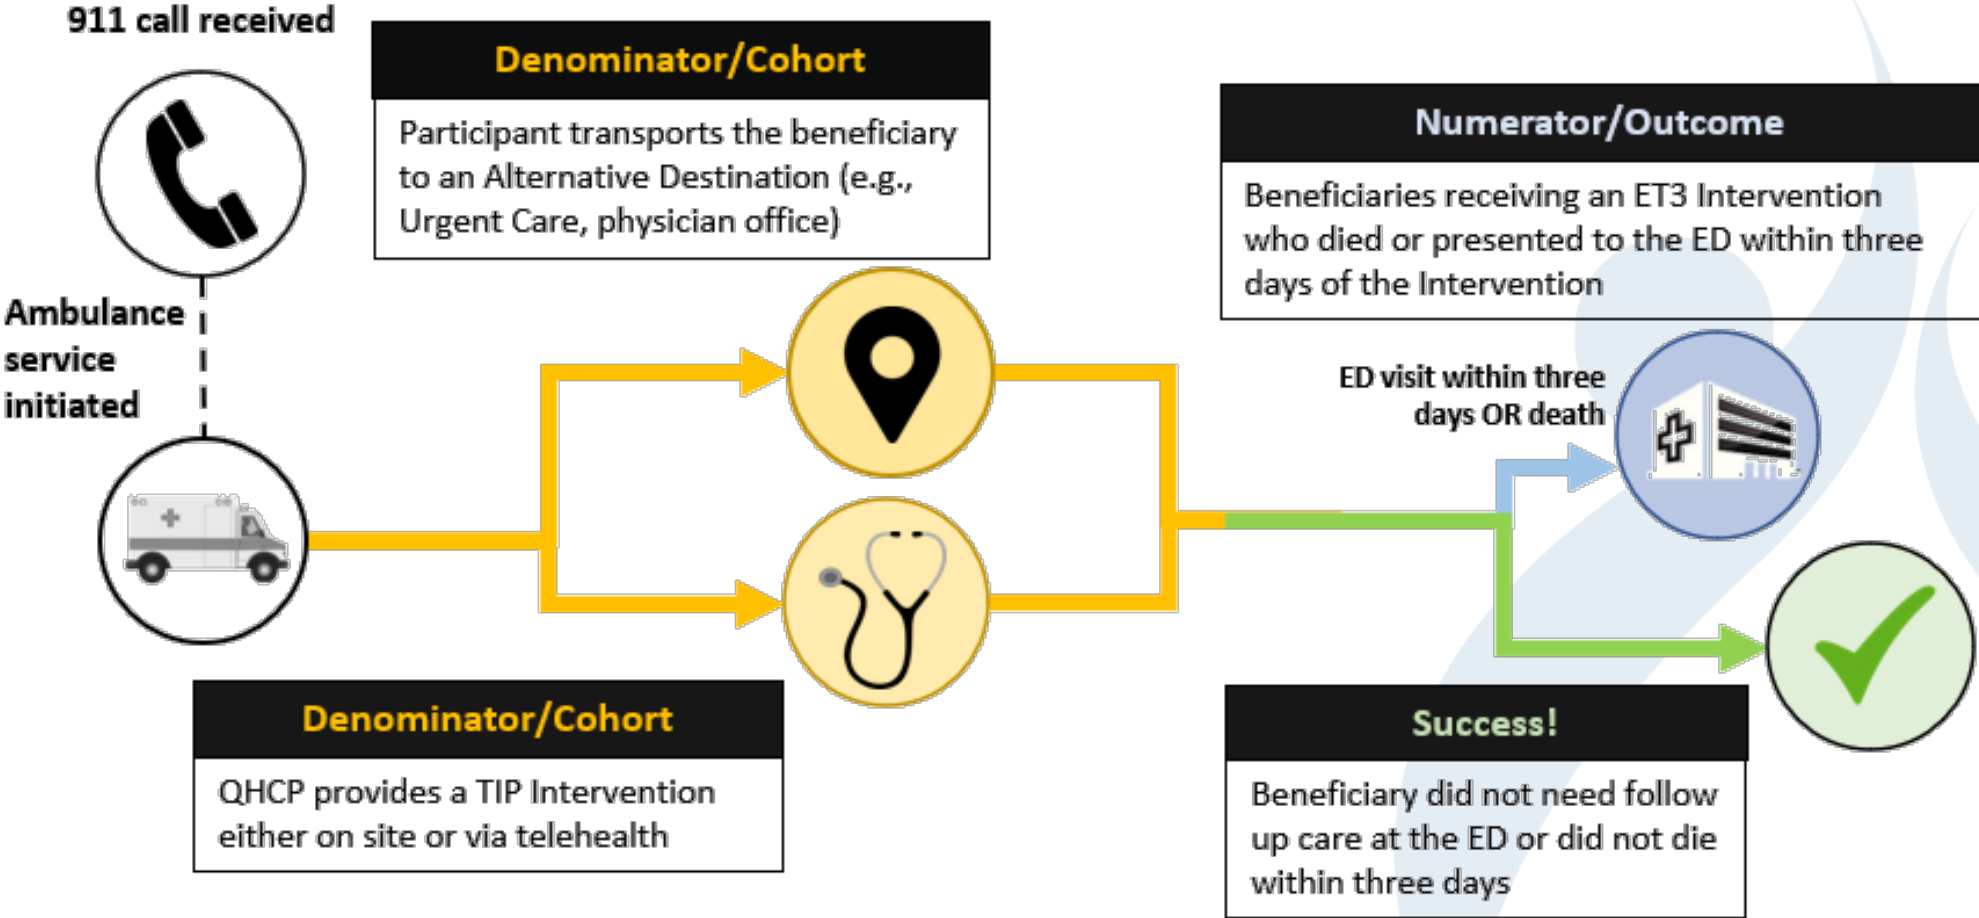 911 call received
Denominator/Cohort
Participant transports the beneficiary
to an Alternative Destination (e.g.,
Urgent Care, physician office)
Numerator/Outcome
Beneficiaries receiving an ET3 Intervention
who died or presented to the ED within three
days of the Intervention
Ambulance
service
initiated
ED visit within three
days OR death
Denominator/Cohort
QHCP provides a TIP Intervention
either on site or via telehealth
Success!
Beneficiary did not need follow
up care at the ED or did not die
within three days